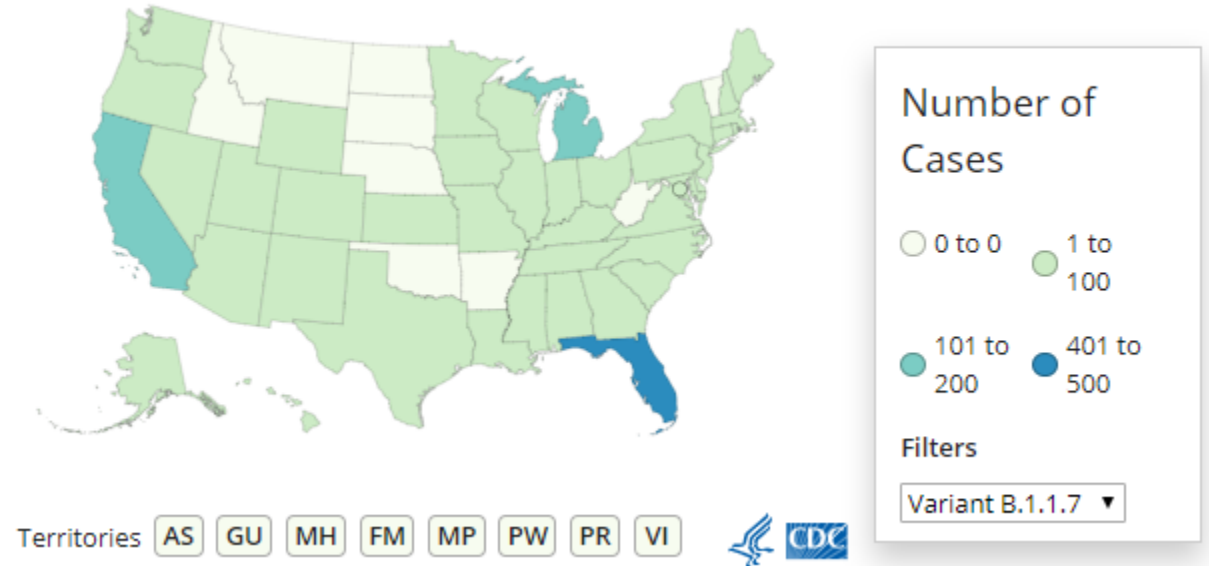 Number of
Cases
0 to 0
1 to
100
101 to
200
401 to
500
Filters
Variant B.1.1.7
Territories AS GU MH FM MP PW PR VI
CDC